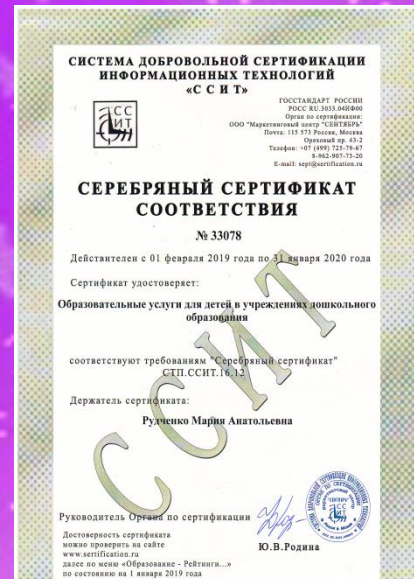 СИСТЕМА ДОБРОВОЛЬНОЙ СЕРТИФИКАЦИИ
ИНФОРМАЦИОННЫХ ТЕХНОЛОГИЙ
«С С И Т»
ГОССТАНДАРТ РОССИИ
РОСС RU.3033.04ИФ00
Орган по сертификации:
ООО "Маркетинговый центр "СЕНТЯБРЬ"
Почта: 115 573 Россия, Москва
Ореховый пр. 43-2
Телефон: +07 (499) 725-79-67
8-962-907-73-20
E-mail: sept@sertification.ru
СС
ИТ
СЕРЕБРЯНЫЙ СЕРТИФИКАТ
СООТВЕТСТВИЯ
№ 33078
Действителен с 01 февраля 2019 года по 31 января 2020 года
Сертификат удостоверяет:
Образовательные услуги для детей в учреждениях дошкольного
образования
соответствуют требованиям "Серебряный сертификат"
СТП.ССИТ.16.12
Держатель сертификата:
Рудченко Мария Анатольевна
ССИТ
Руководитель Органа по сертификации
Ю.В.Родина
Достоверность сертификата
можно проверить на сайте
www.sertification.ru
далее по меню «Образование - Рейтинги...»
по состоянию на 1 января 2019 года